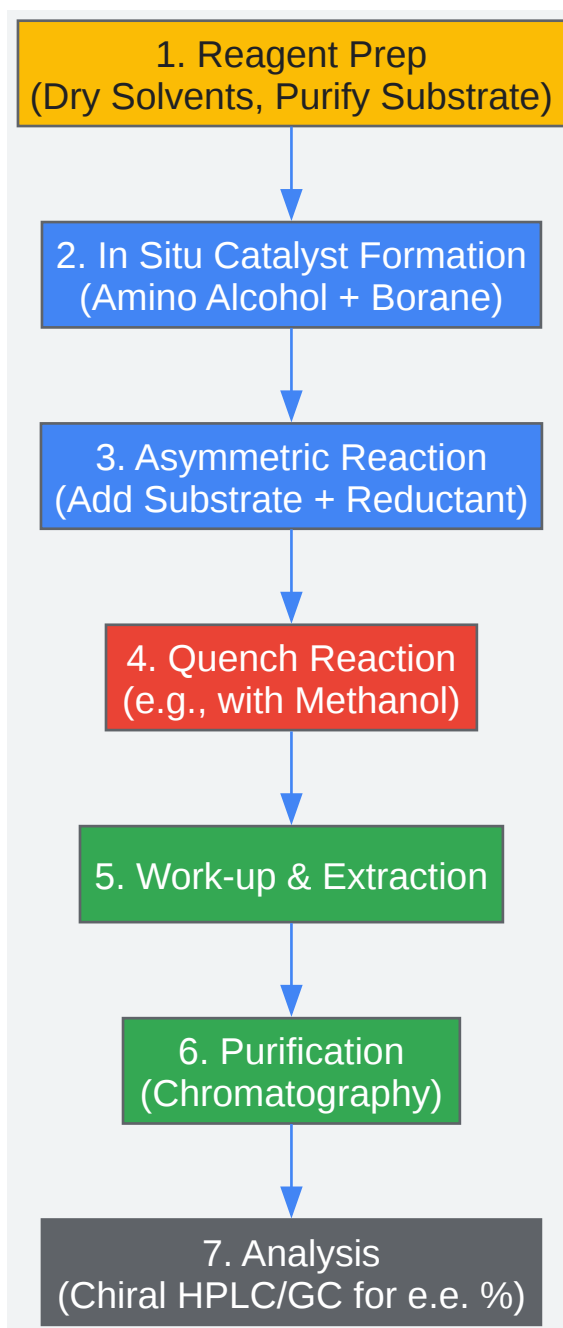 1. Reagent Prep
(Dry Solvents, Purify Substrate)
2. In Situ Catalyst Formation
(Amino Alcohol + Borane)
3. Asymmetric Reaction
(Add Substrate + Reductant)
4. Quench Reaction
(e.g., with Methanol)
5. Work-up & Extraction
6. Purification
(Chromatography)
7. Analysis
(Chiral HPLC/GC for e.e. %)